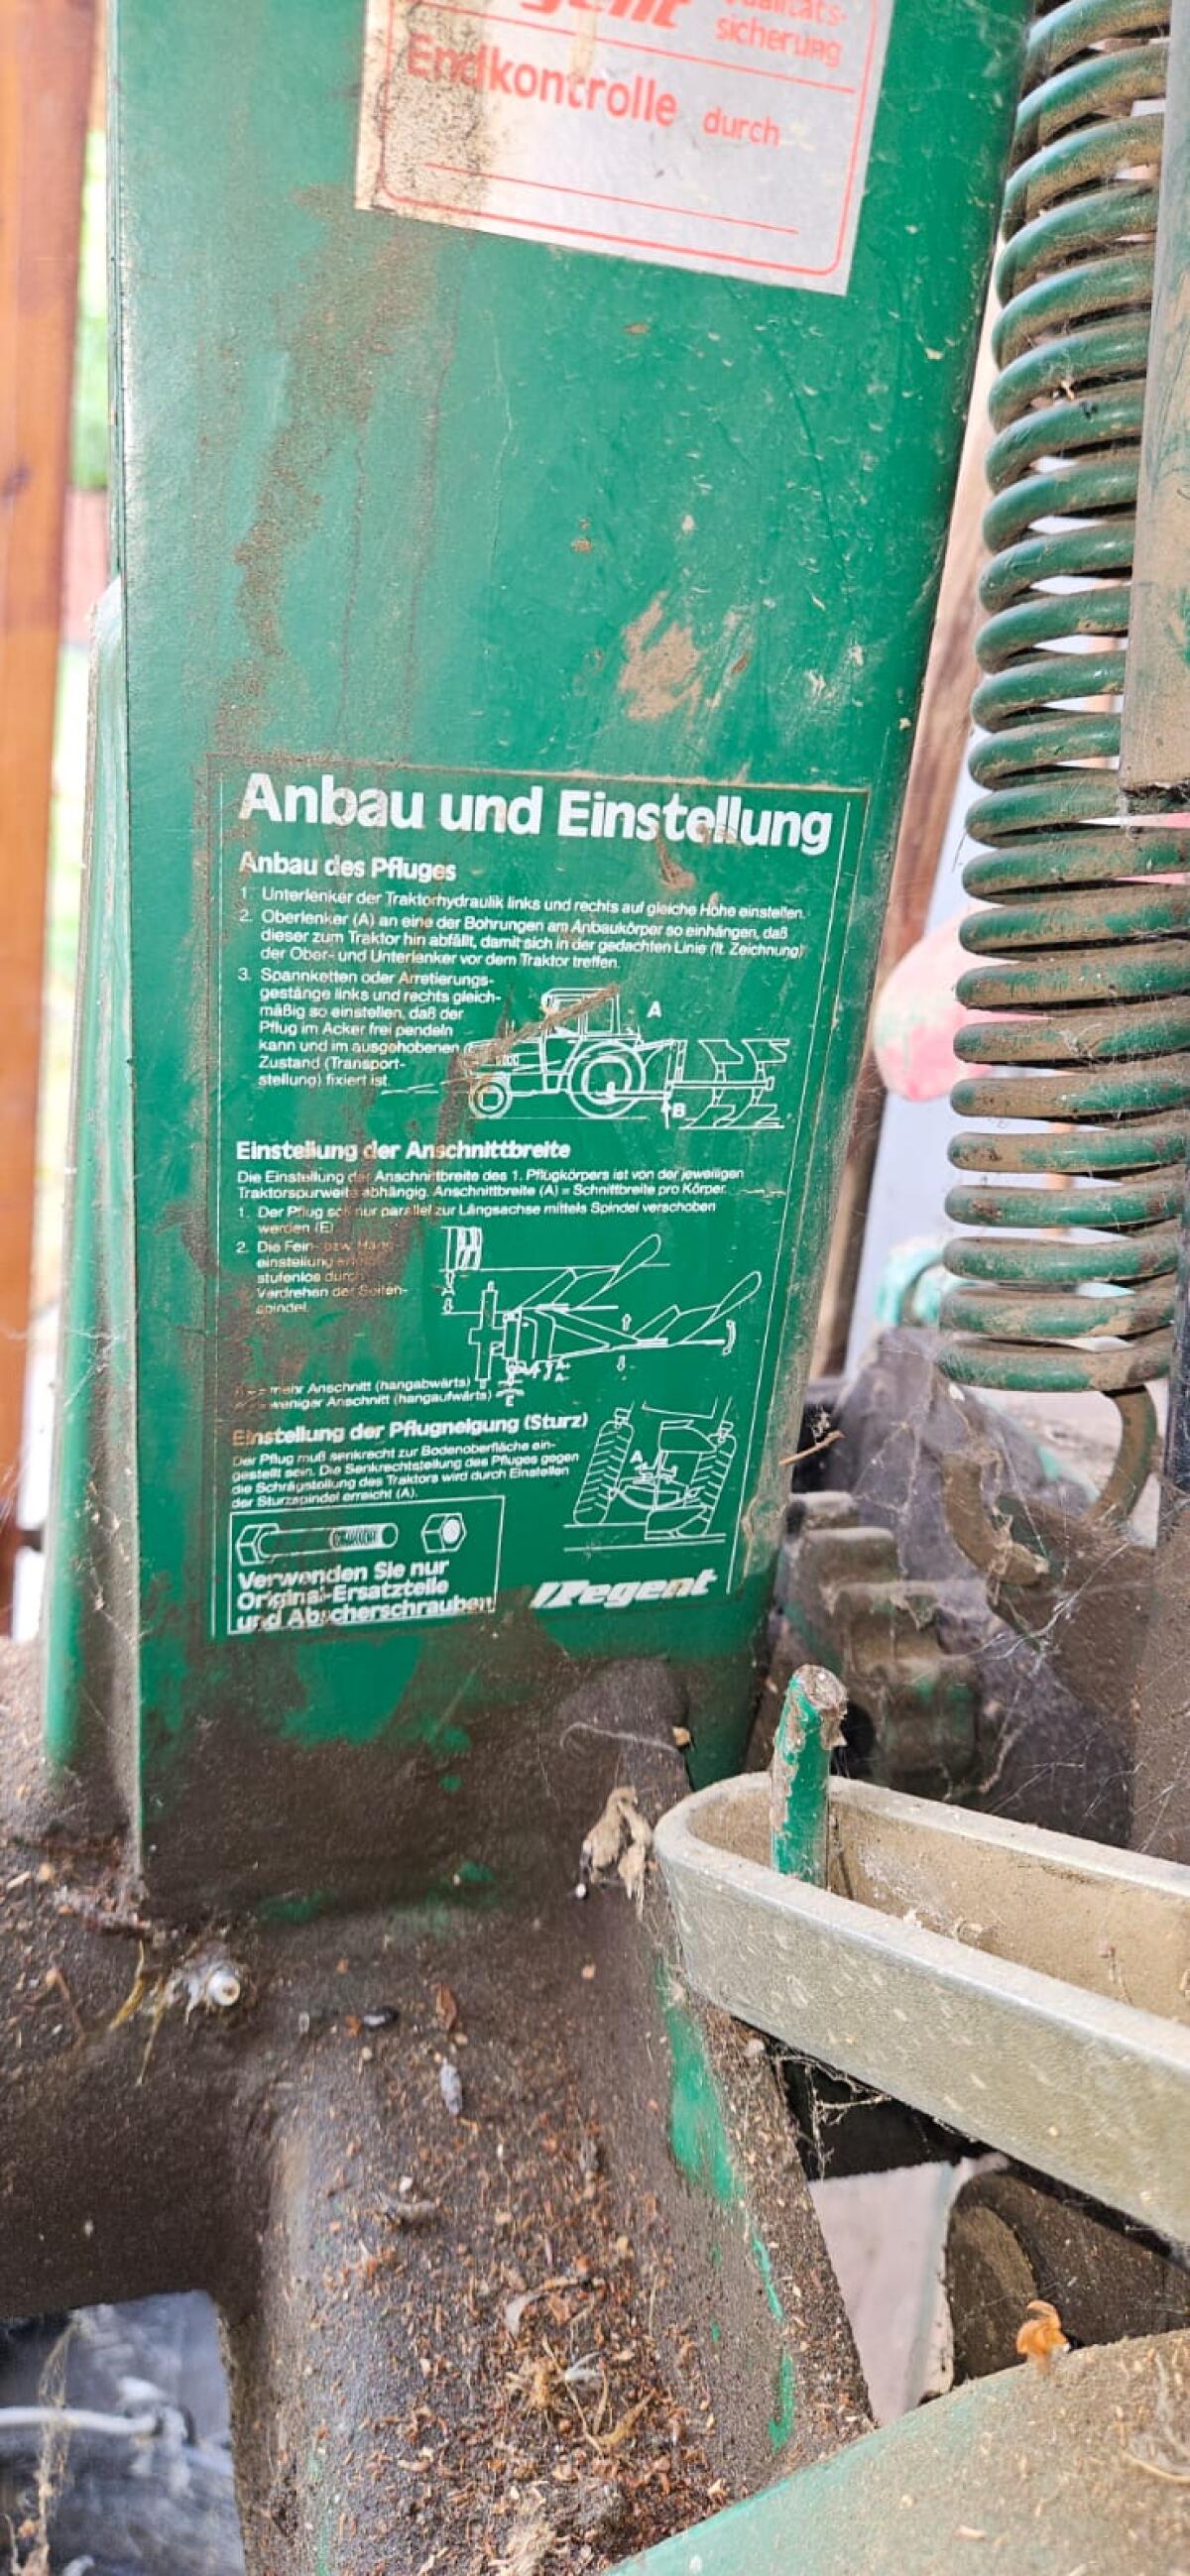 Qualitäts-
sicherung
Endkontrolle durch
Anbau und Einstellung
Anbau des Pfluges
1. Unterlenker der Traktorhydraulik links und rechts auf gleiche Höhe einstellen.
2. Oberlenker (A) an eine der Bohrungen am Anbaukörper so einhängen, daß
dieser zum Traktor hin abfällt, damit sich in der gedachten Linie (lt. Zeichnung)
der Ober- und Unterlenker vor dem Traktor treffen.
3. Spannketten oder Arretierungs-
gestänge links und rechts gleich-
mäßig so einstellen, daß der
Pflug im Acker frei pendeln
kann und im ausgehobenen
Zustand (Transport-
stellung) fixiert ist.
A
B
Einstellung der Anschnittbreite
Die Einstellung der Anschnittbreite des 1. Pflugkörpers ist von der jeweiligen
Traktorspurweite abhängig. Anschnittbreite (A) = Schnittbreite pro Körper.
1. Der Pflug soll nur parallel zur Längsachse mittels Spindel verschoben
werden (E)
2. Die Fein- bzw. Hang-
einstellung
stufenlos durch
Verdrehen der Seiten-
spindel.
A+
A-
E
= mehr Anschnitt (hangabwärts)
= weniger Anschnitt (hangaufwärts)
Einstellung der Pflugneigung (Sturz)
Der Pflug muß senkrecht zur Bodenoberfläche ein-
gestellt sein. Die Senkrechtstellung des Pfluges gegen
die Schrägstellung des Traktors wird durch Einstellen
der Sturzspindel erreicht (A).
A
Verwenden Sie nur
Original-Ersatzteile
und Abscherschrauben!
Regent